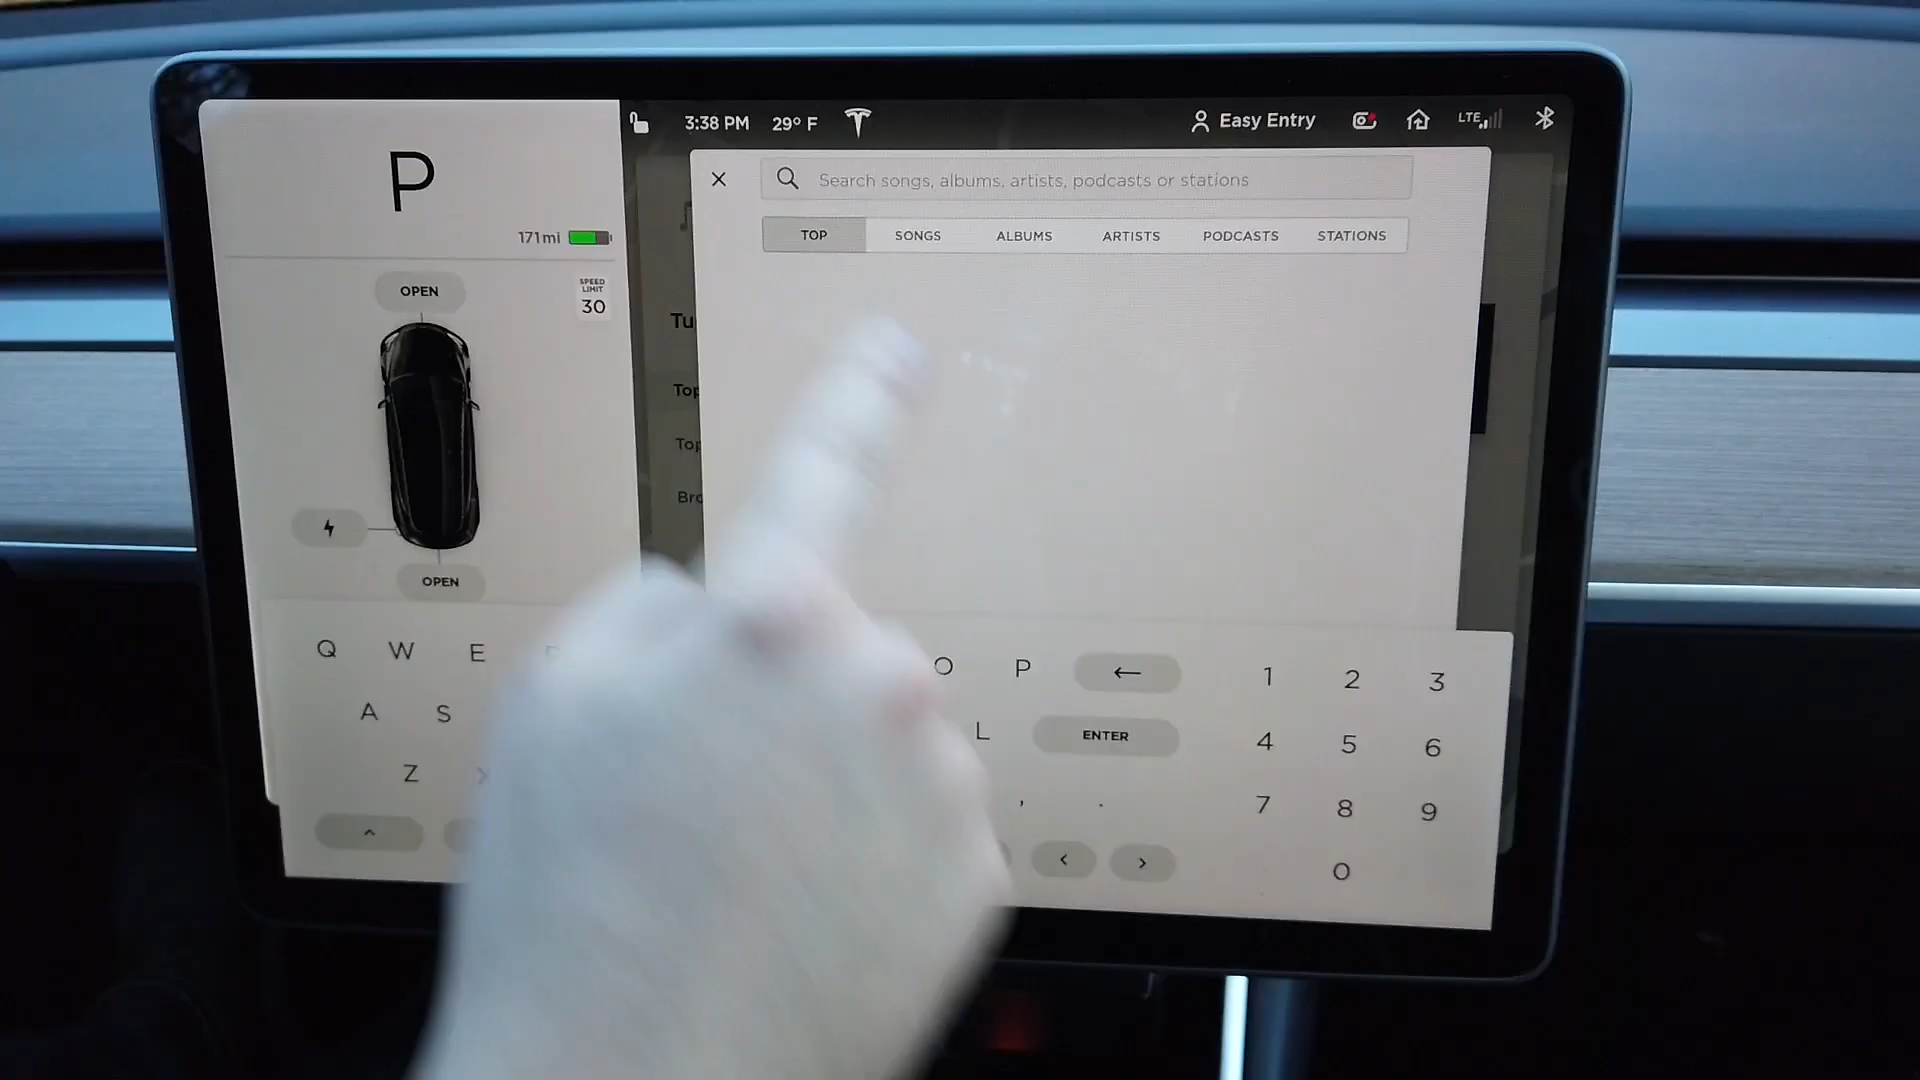 3:38 PM 29° F Easy Entry LTE
P
171 mi
OPEN
SPEED
LIMIT
30
OPEN
Search songs, albums, artists, podcasts or stations
TOP SONGS ALBUMS ARTISTS PODCASTS STATIONS
Tu
Top
Top
Bro
Q W E O P ← 1 2 3
A S L ENTER 4 5 6
Z , . 7 8 9
^ < > 0